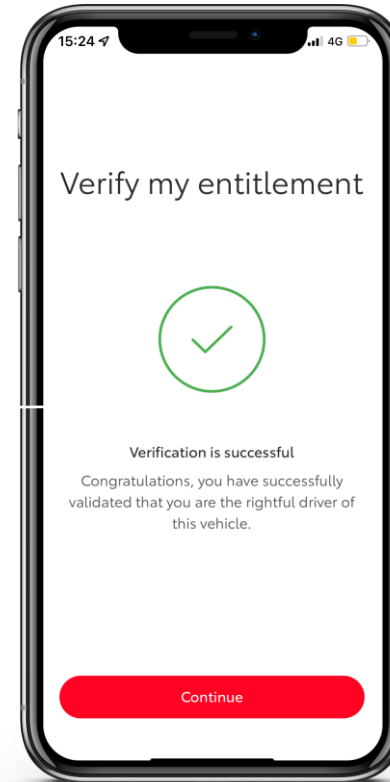 15:24 4G
Verify my entitlement
Verification is successful
Congratulations, you have successfully
validated that you are the rightful driver of
this vehicle.
Continue